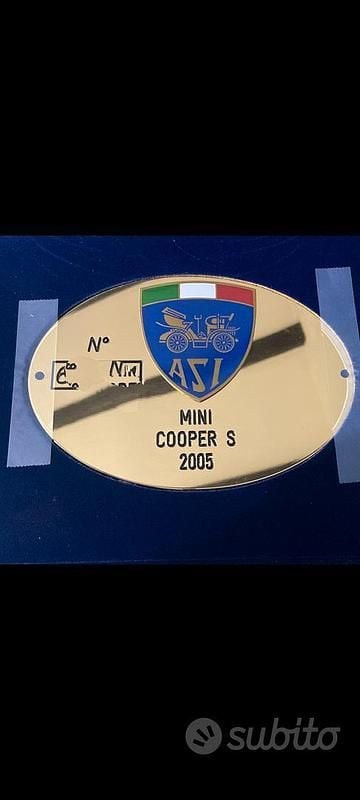 N°
ASI
MINI
COOPER S
2005
subito